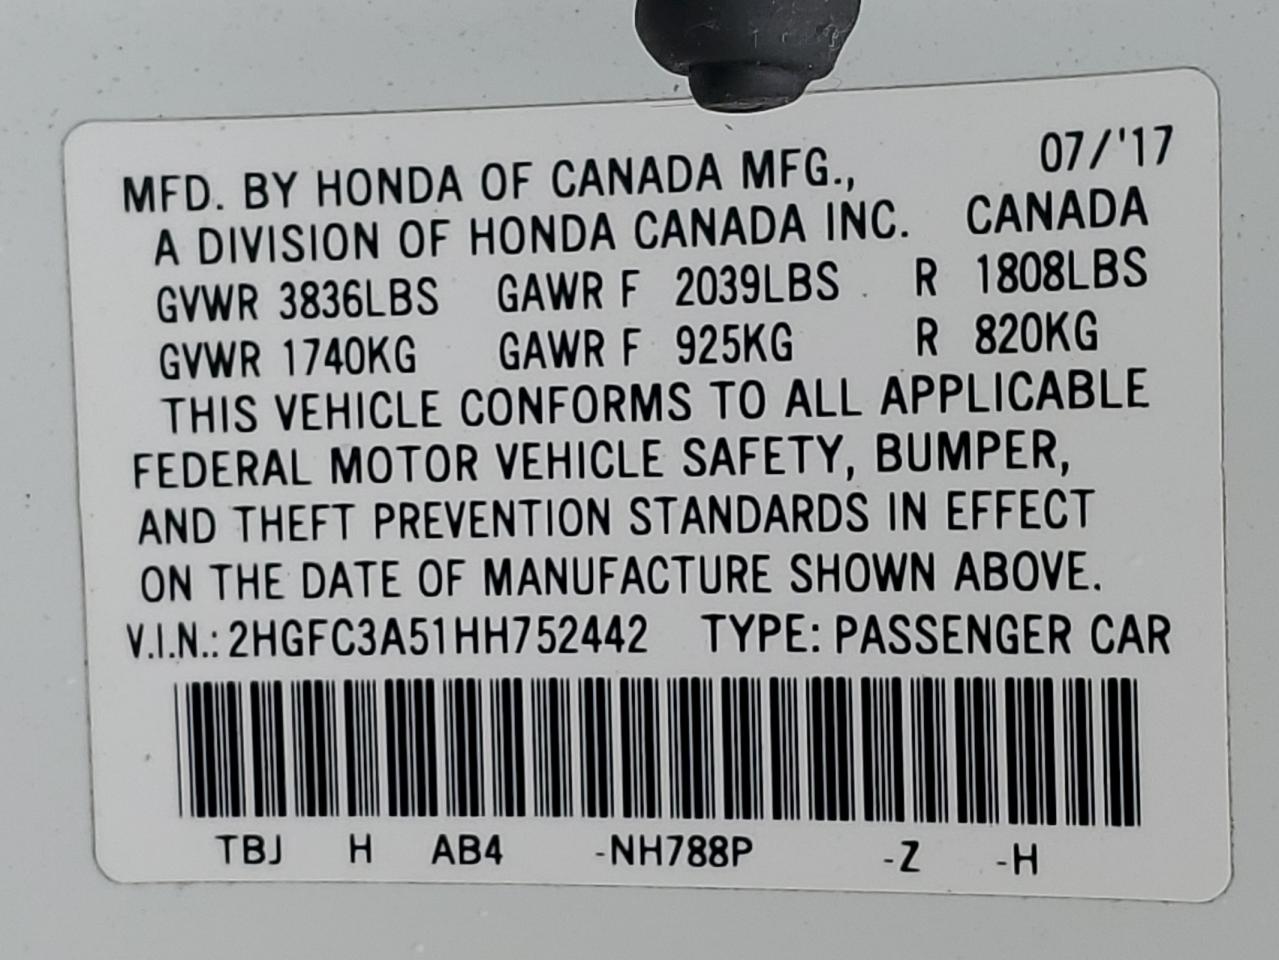 MFD. BY HONDA OF CANADA MFG., 07/'17
A DIVISION OF HONDA CANADA INC. CANADA
GVWR 3836LBS GAWR F 2039LBS R 1808LBS
GVWR 1740KG GAWR F 925KG R 820KG
THIS VEHICLE CONFORMS TO ALL APPLICABLE
FEDERAL MOTOR VEHICLE SAFETY, BUMPER,
AND THEFT PREVENTION STANDARDS IN EFFECT
ON THE DATE OF MANUFACTURE SHOWN ABOVE.
V.I.N.: 2HGFC3A51HH752442 TYPE: PASSENGER CAR
TBJ H AB4 -NH788P -Z -H